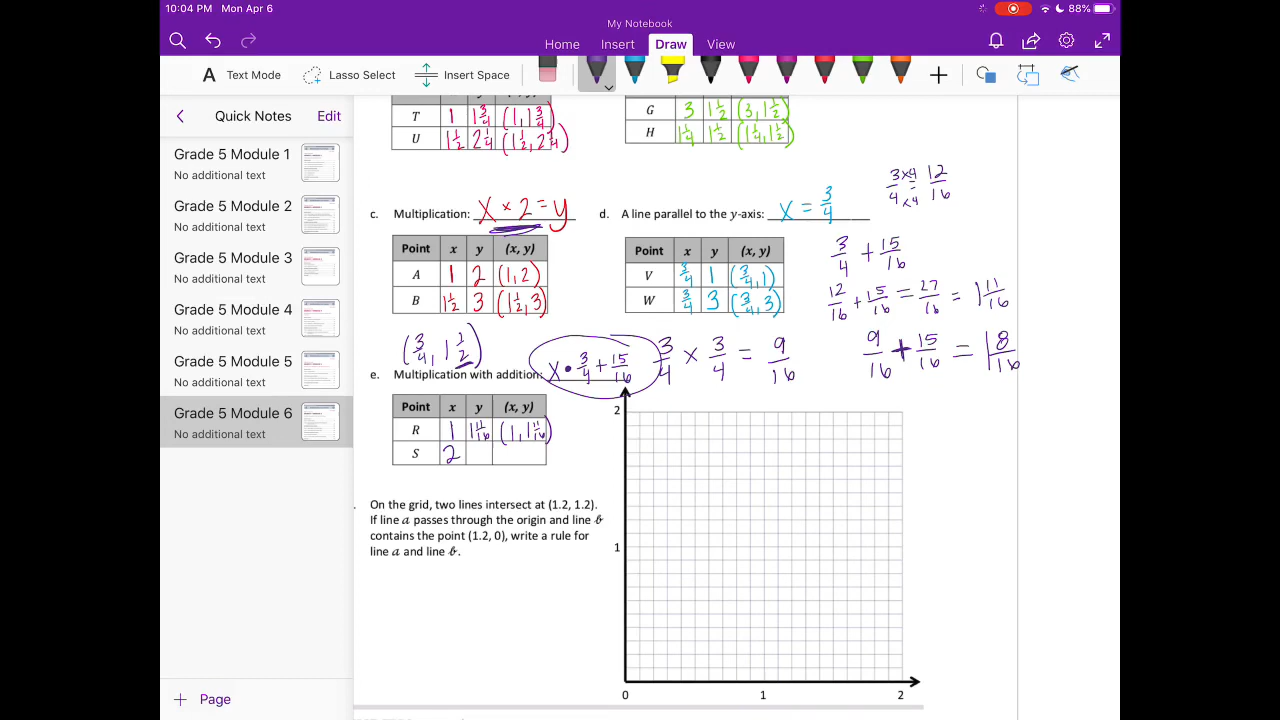 10:04 PM Mon Apr 6
88%
My Notebook
Home Insert Draw View
Text Mode Lasso Select Insert Space
Quick Notes Edit
Grade 5 Module 1
No additional text
Grade 5 Module 2
No additional text
Grade 5 Module 3
No additional text
Grade 5 Module 4
No additional text
Grade 5 Module 5
No additional text
Grade 5 Module 6
No additional text
Page
T 1 1 3/4 (1, 1 3/4)
U 1 1/2 2 1/4 (1 1/2, 2 1/4)
G 3 1 1/2 (3, 1 1/2)
H 1 1/4 1 1/2 (1 1/4, 1 1/2)
c. Multiplication: x × 2 = y
Point x y (x, y)
A 1 2 (1, 2)
B 1 1/2 3 (1 1/2, 3)
d. A line parallel to the y-axis: x = 3/4
Point x y (x, y)
V 3/4 1 (3/4, 1)
W 3/4 3 (3/4, 3)
3 ×4 / 4 ×4 = 12/16
3/4 + 15/16
12/16 + 15/16 = 27/16 = 1 11/16
(3/4, 1 1/2)
e. Multiplication with addition: x • 3/4 + 15/16
3/4 × 3/4 = 9/16
9/16 + 15/16 = 1 8/16
Point x (x, y)
R 1 1 11/16 (1, 1 11/16)
S 2
. On the grid, two lines intersect at (1.2, 1.2).
If line a passes through the origin and line b
contains the point (1.2, 0), write a rule for
line a and line b.
2
1
0 1 2